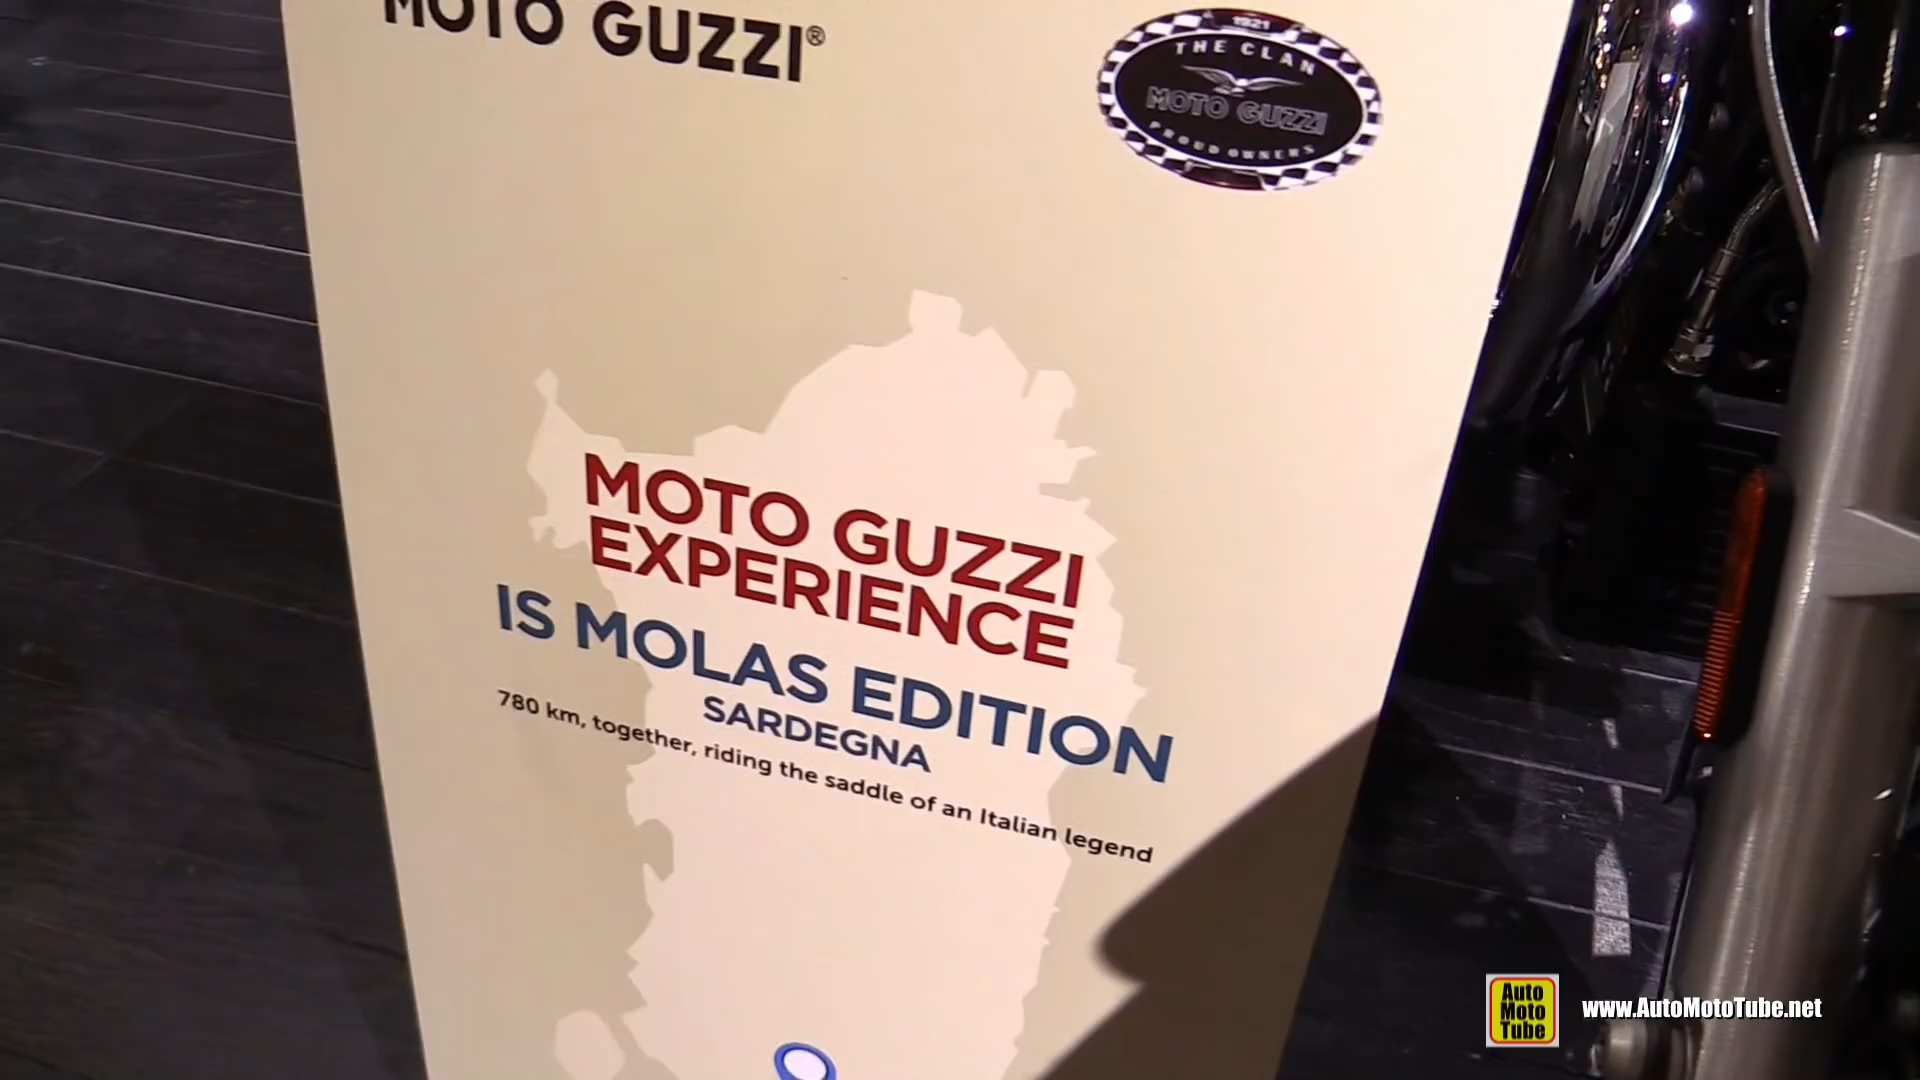 MOTO GUZZI®
1921
THE CLAN
MOTO GUZZI
PROUD OWNERS
MOTO GUZZI
EXPERIENCE
IS MOLAS EDITION
SARDEGNA
780 km, together, riding the saddle of an Italian legend
Auto
Moto
Tube
www.AutoMotoTube.net